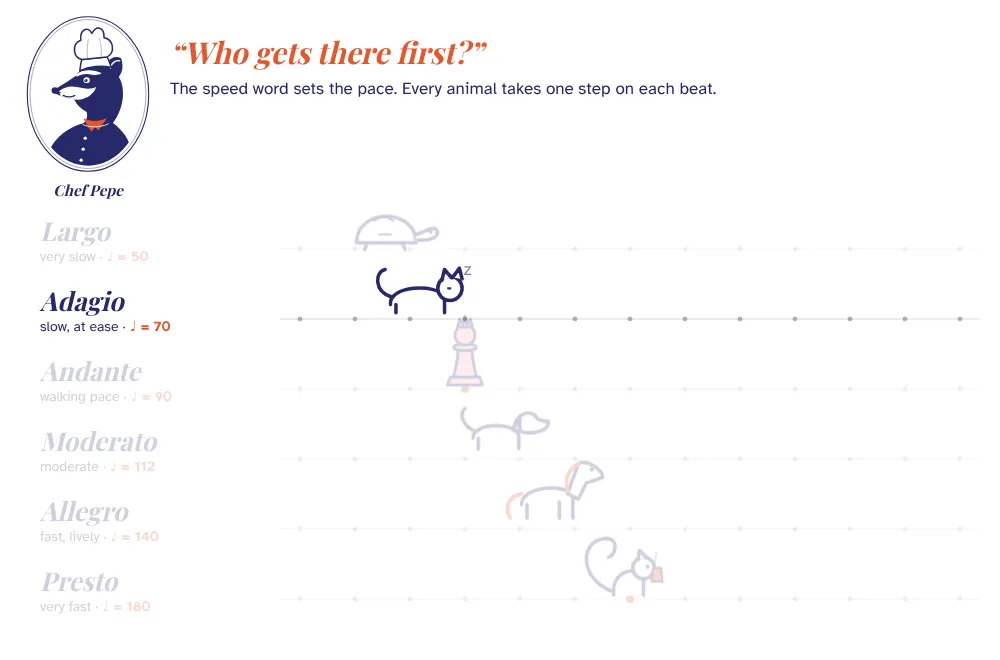 “Who gets there first?”
The speed word sets the pace. Every animal takes one step on each beat.
Chef Pepe
Largo
very slow · ♩ = 50
z
Adagio
slow, at ease · ♩ = 70
Andante
walking pace · ♩ = 90
Moderato
moderate · ♩ = 112
Allegro
fast, lively · ♩ = 140
Presto
very fast · ♩ = 180